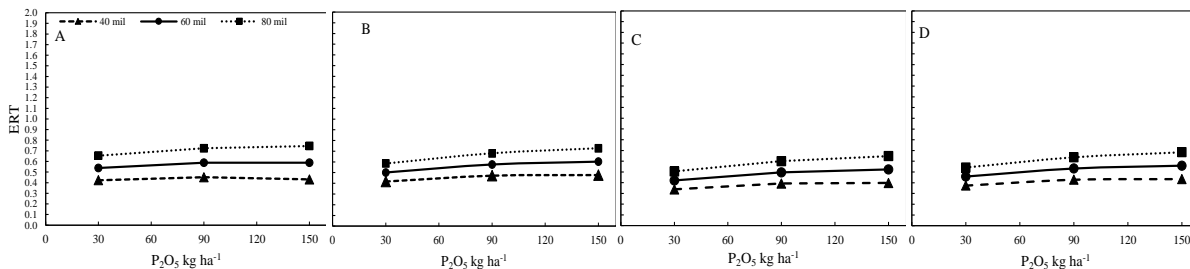 40 mil 60 mil 80 mil
A
B
C
D
ERT
2.0
1.9
1.8
1.7
1.6
1.5
1.4
1.3
1.2
1.1
1.0
0.9
0.8
0.7
0.6
0.5
0.4
0.3
0.2
0.1
0.0
0 30 60 90 120 150
0 30 60 90 120 150
0 30 60 90 120 150
0 30 60 90 120 150
P₂O₅ kg ha⁻¹
P₂O₅ kg ha⁻¹
P₂O₅ kg ha⁻¹
P₂O₅ kg ha⁻¹